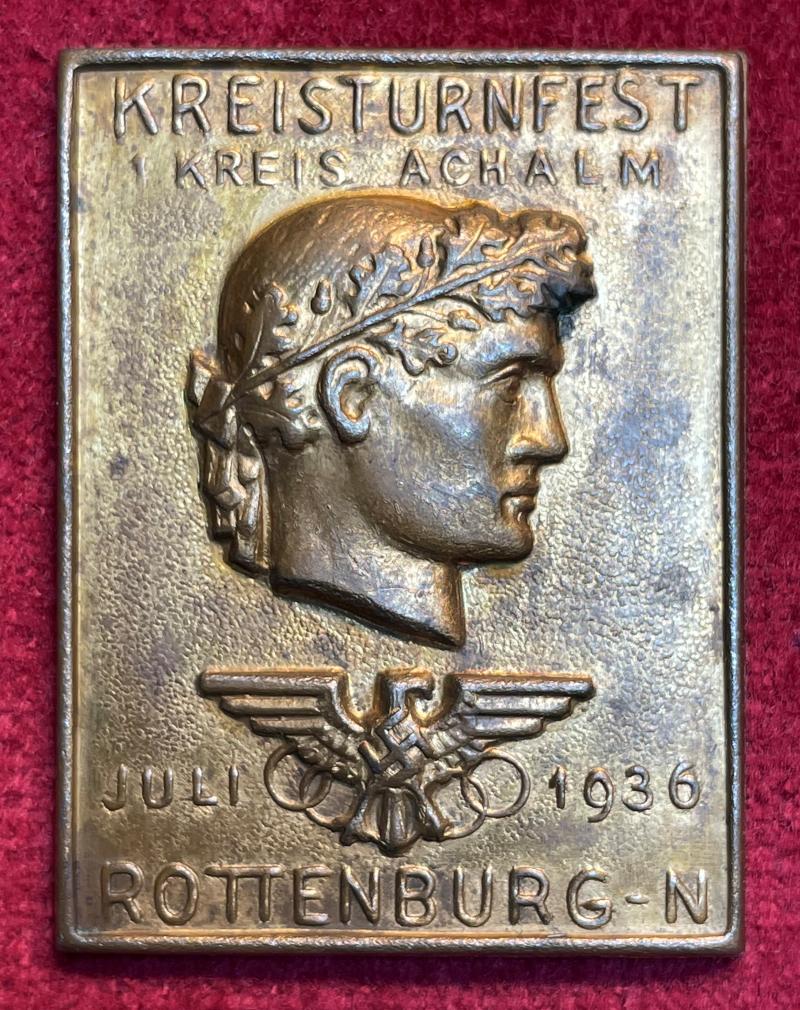 KREISTURNFEST
1 KREIS ACHALM
JULI 1936
ROTTENBURG-N